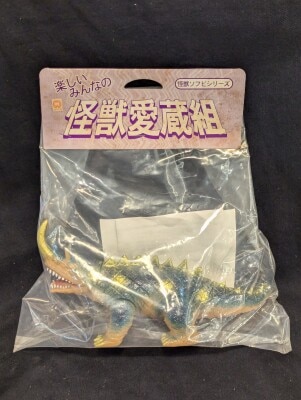 楽しい
みんなの
怪獣ソフビシリーズ
怪獣愛蔵組